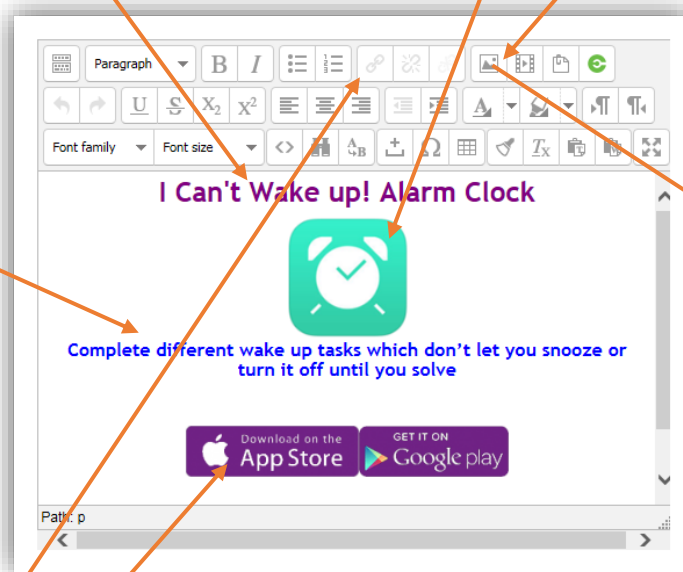 Paragraph B I
U S X₂ X²
Font family Font size
I Can't Wake up! Alarm Clock
Complete different wake up tasks which don’t let you snooze or
turn it off until you solve
Download on the
App Store
GET IT ON
Google play
Path: p